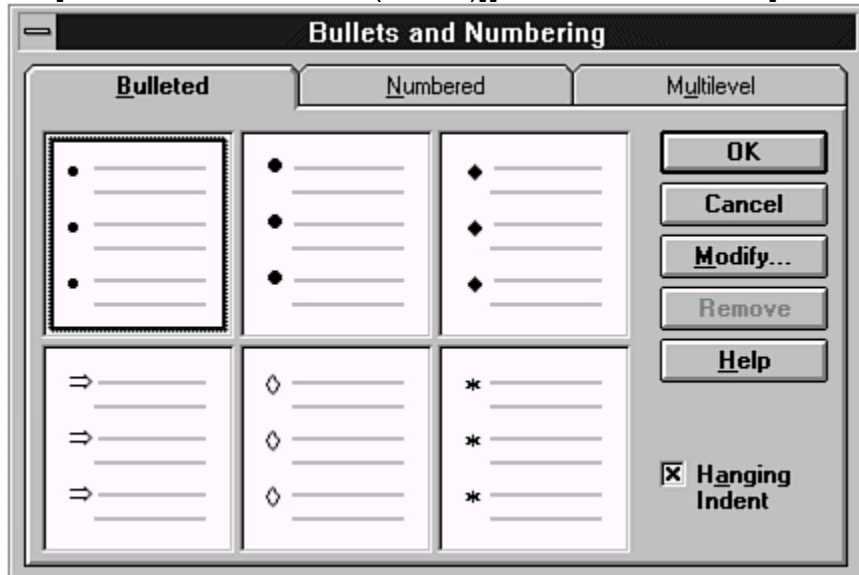 Bullets and Numbering
Bulleted
Numbered
Multilevel
OK
Cancel
Modify...
Remove
Help
Hanging
Indent